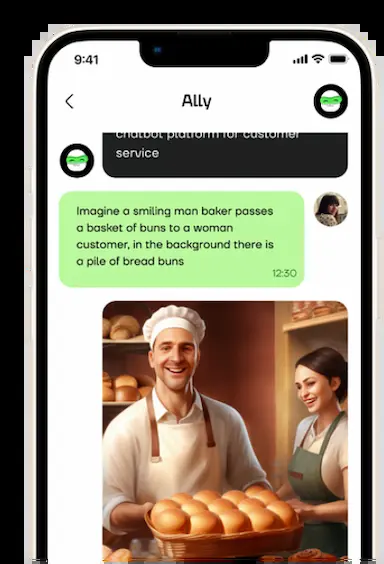 9:41
Ally
chatbot platform for customer
service
Imagine a smiling man baker passes
a basket of buns to a woman
customer, in the background there is
a pile of bread buns
12:30